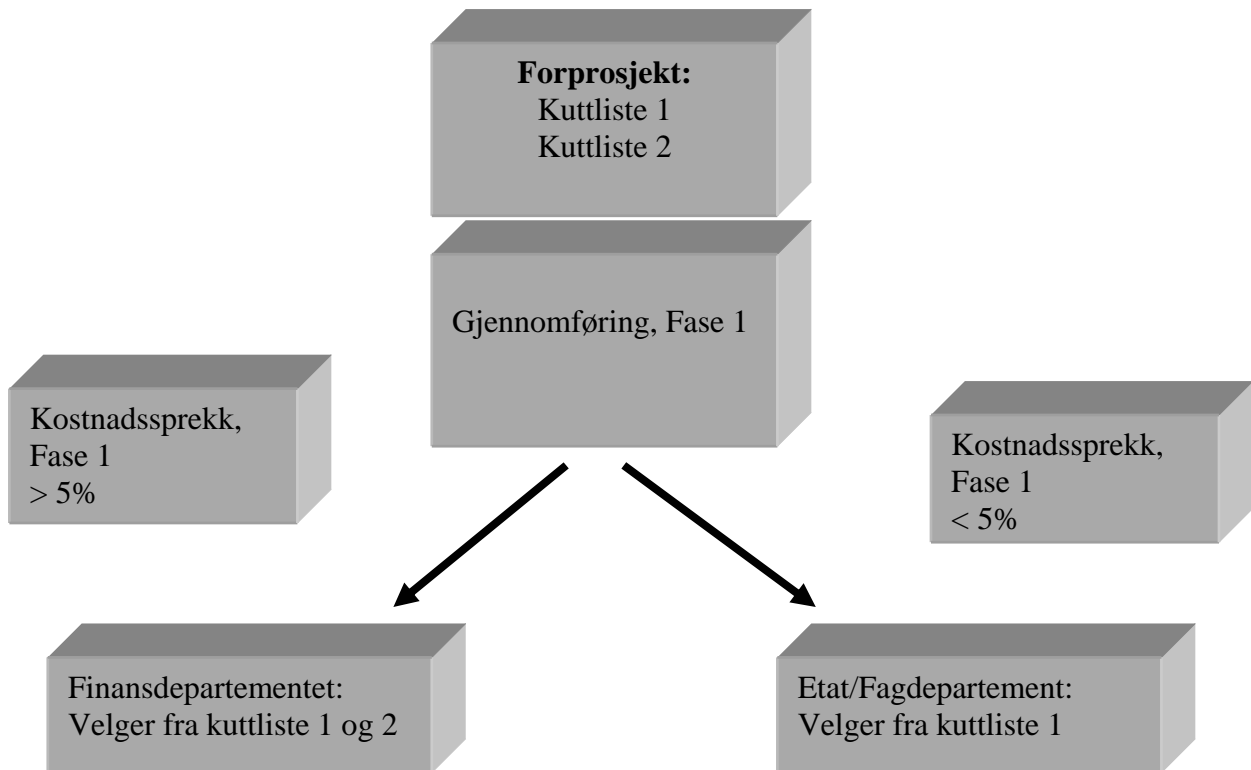 Forprosjekt:
Kuttliste 1
Kuttliste 2
Gjennomføring, Fase 1
Kostnadssprekk,
Fase 1
> 5%
Kostnadssprekk,
Fase 1
< 5%
Finansdepartementet:
Velger fra kuttliste 1 og 2
Etat/Fagdepartement:
Velger fra kuttliste 1